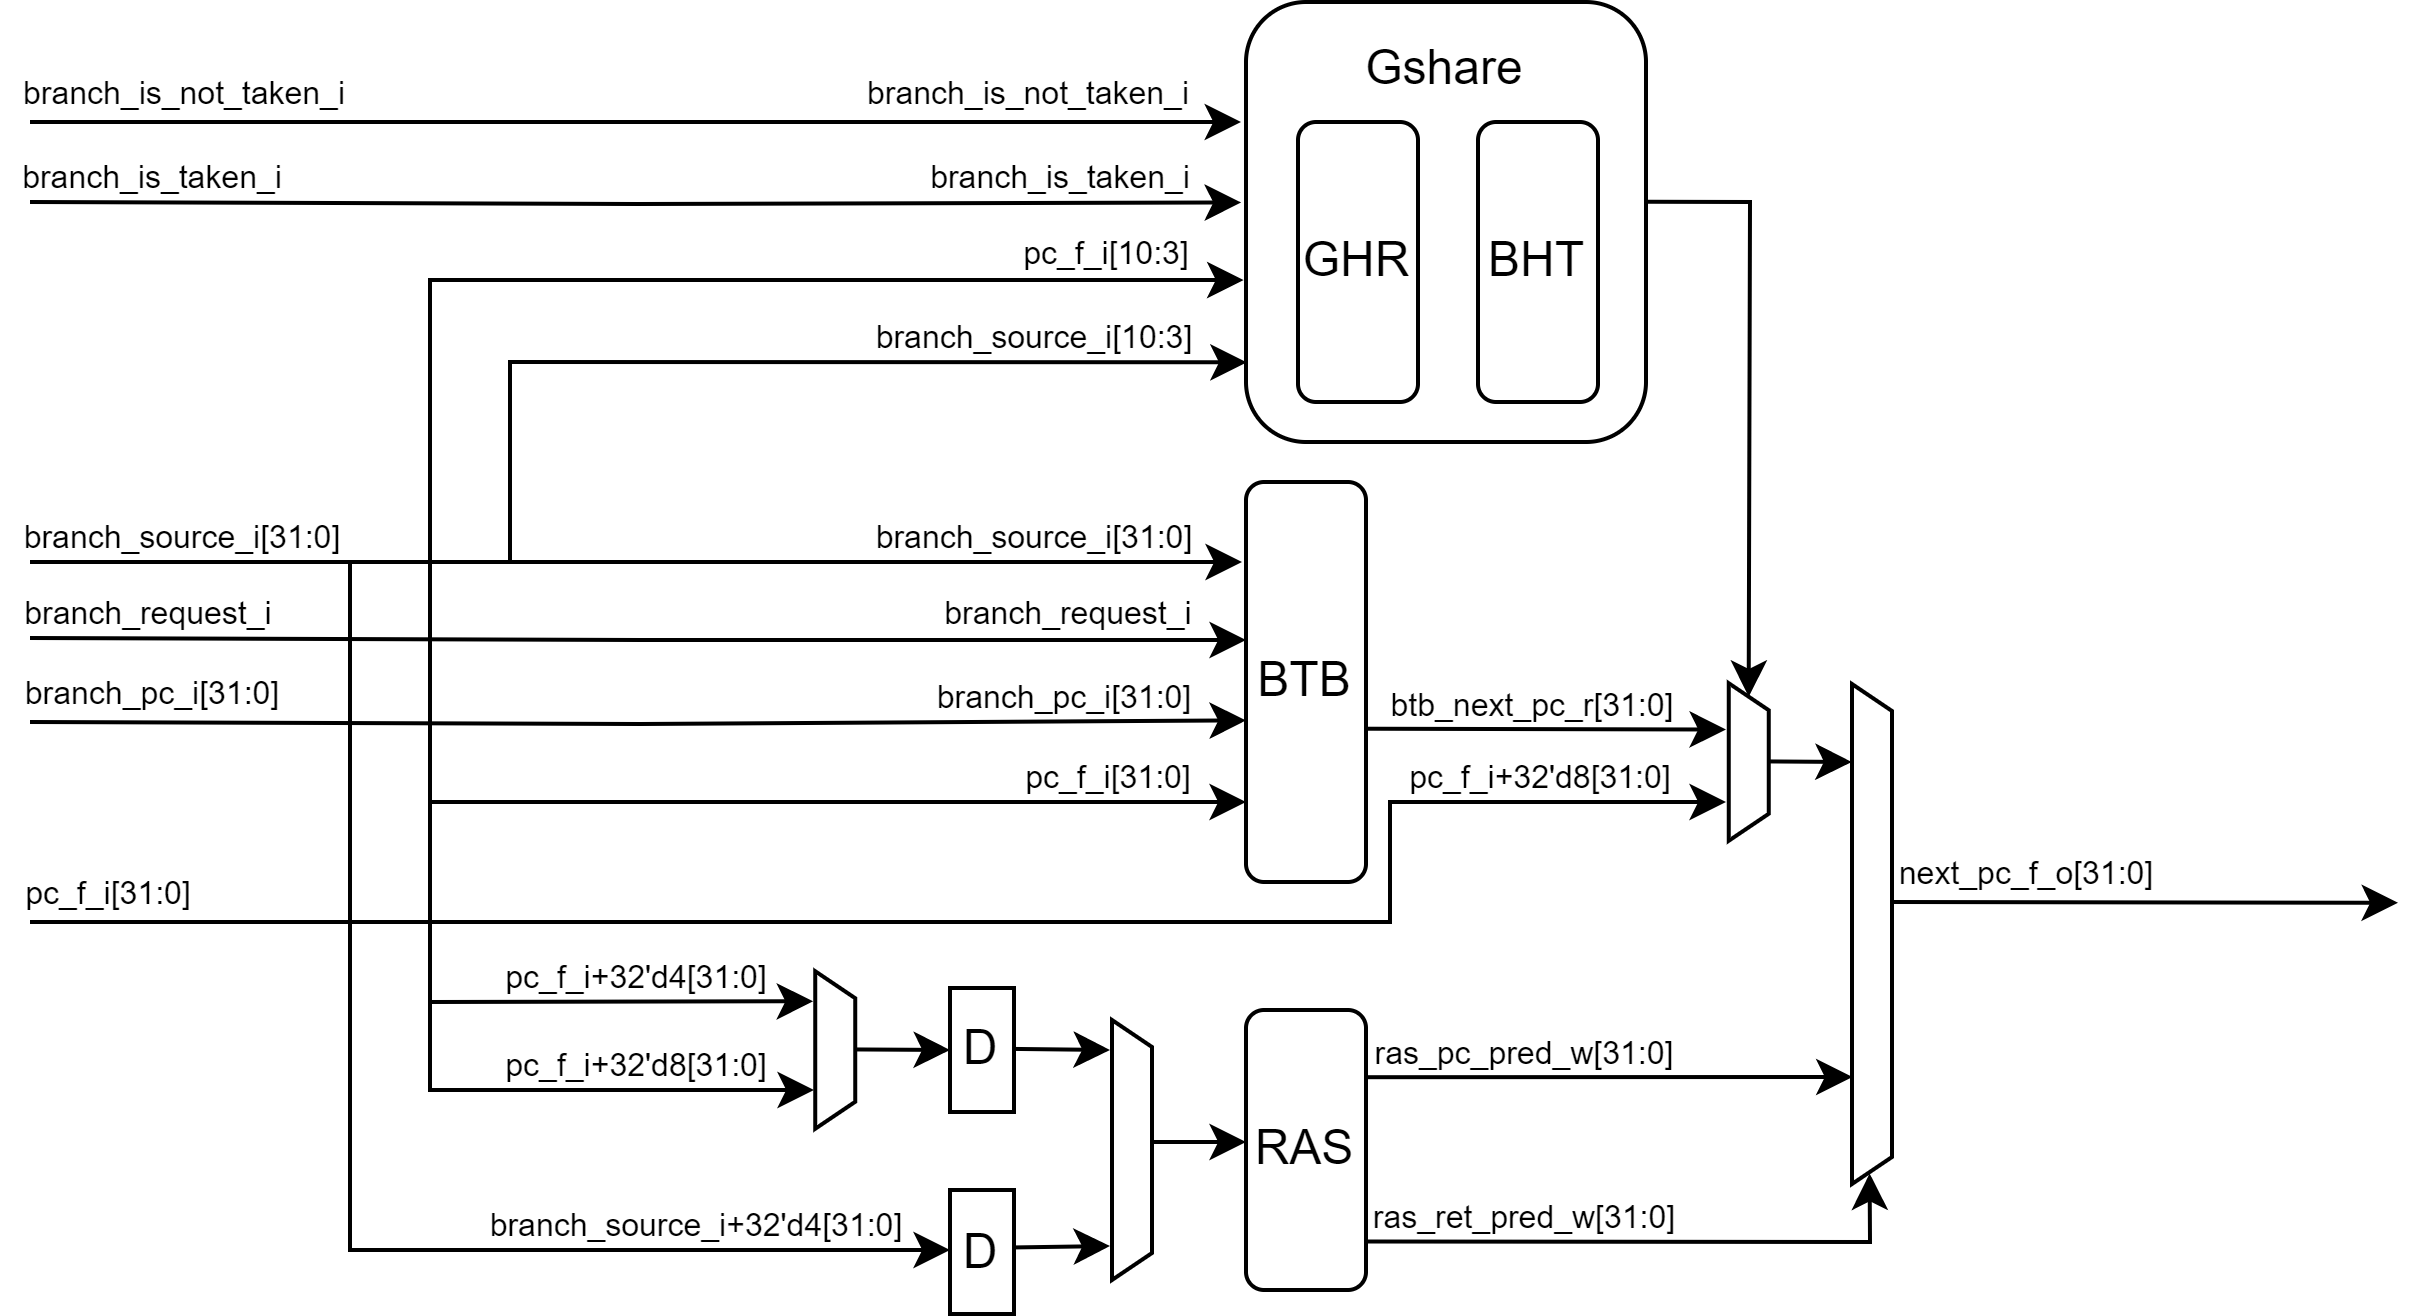 Gshare
branch_is_not_taken_i
branch_is_not_taken_i
branch_is_taken_i
branch_is_taken_i
pc_f_i[10:3]
GHR
BHT
branch_source_i[10:3]
branch_source_i[31:0]
branch_source_i[31:0]
branch_request_i
branch_request_i
BTB
branch_pc_i[31:0]
branch_pc_i[31:0]
btb_next_pc_r[31:0]
pc_f_i[31:0]
pc_f_i+32'd8[31:0]
pc_f_i[31:0]
next_pc_f_o[31:0]
pc_f_i+32'd4[31:0]
D
pc_f_i+32'd8[31:0]
ras_pc_pred_w[31:0]
RAS
branch_source_i+32'd4[31:0]
ras_ret_pred_w[31:0]
D